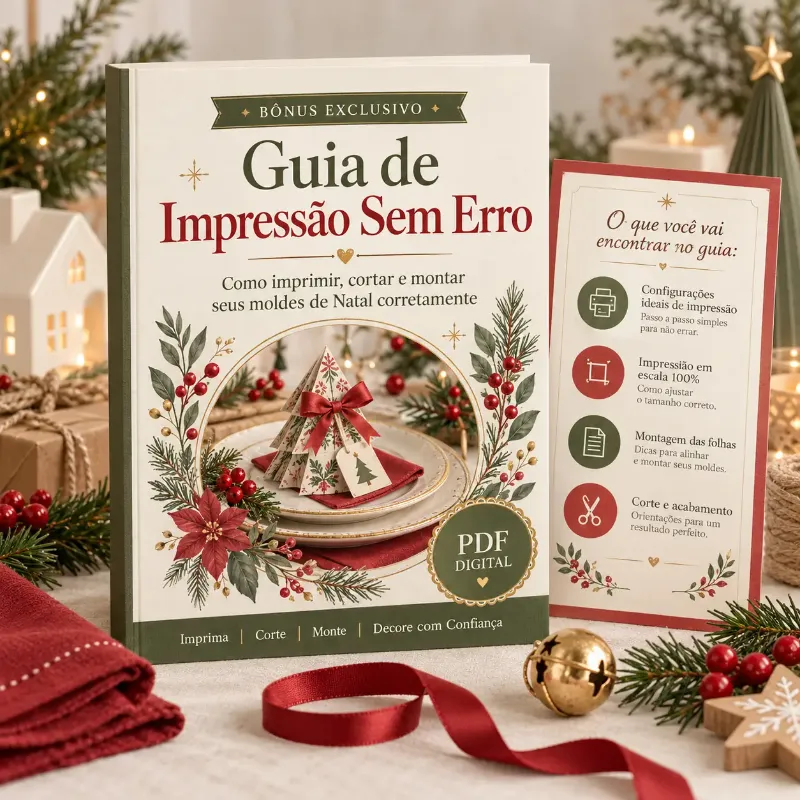 BÔNUS EXCLUSIVO
Guia de
Impressão Sem Erro
Como imprimir, cortar e montar
seus moldes de Natal corretamente
PDF
DIGITAL
Imprima | Corte | Monte | Decore com Confiança
O que você vai
encontrar no guia:
Configurações
ideais de impressão
Passo a passo simples
para não errar.
Impressão em
escala 100%
Como ajustar
o tamanho correto.
Montagem das folhas
Dicas para alinhar
e montar seus moldes.
Corte e acabamento
Orientações para um
resultado perfeito.